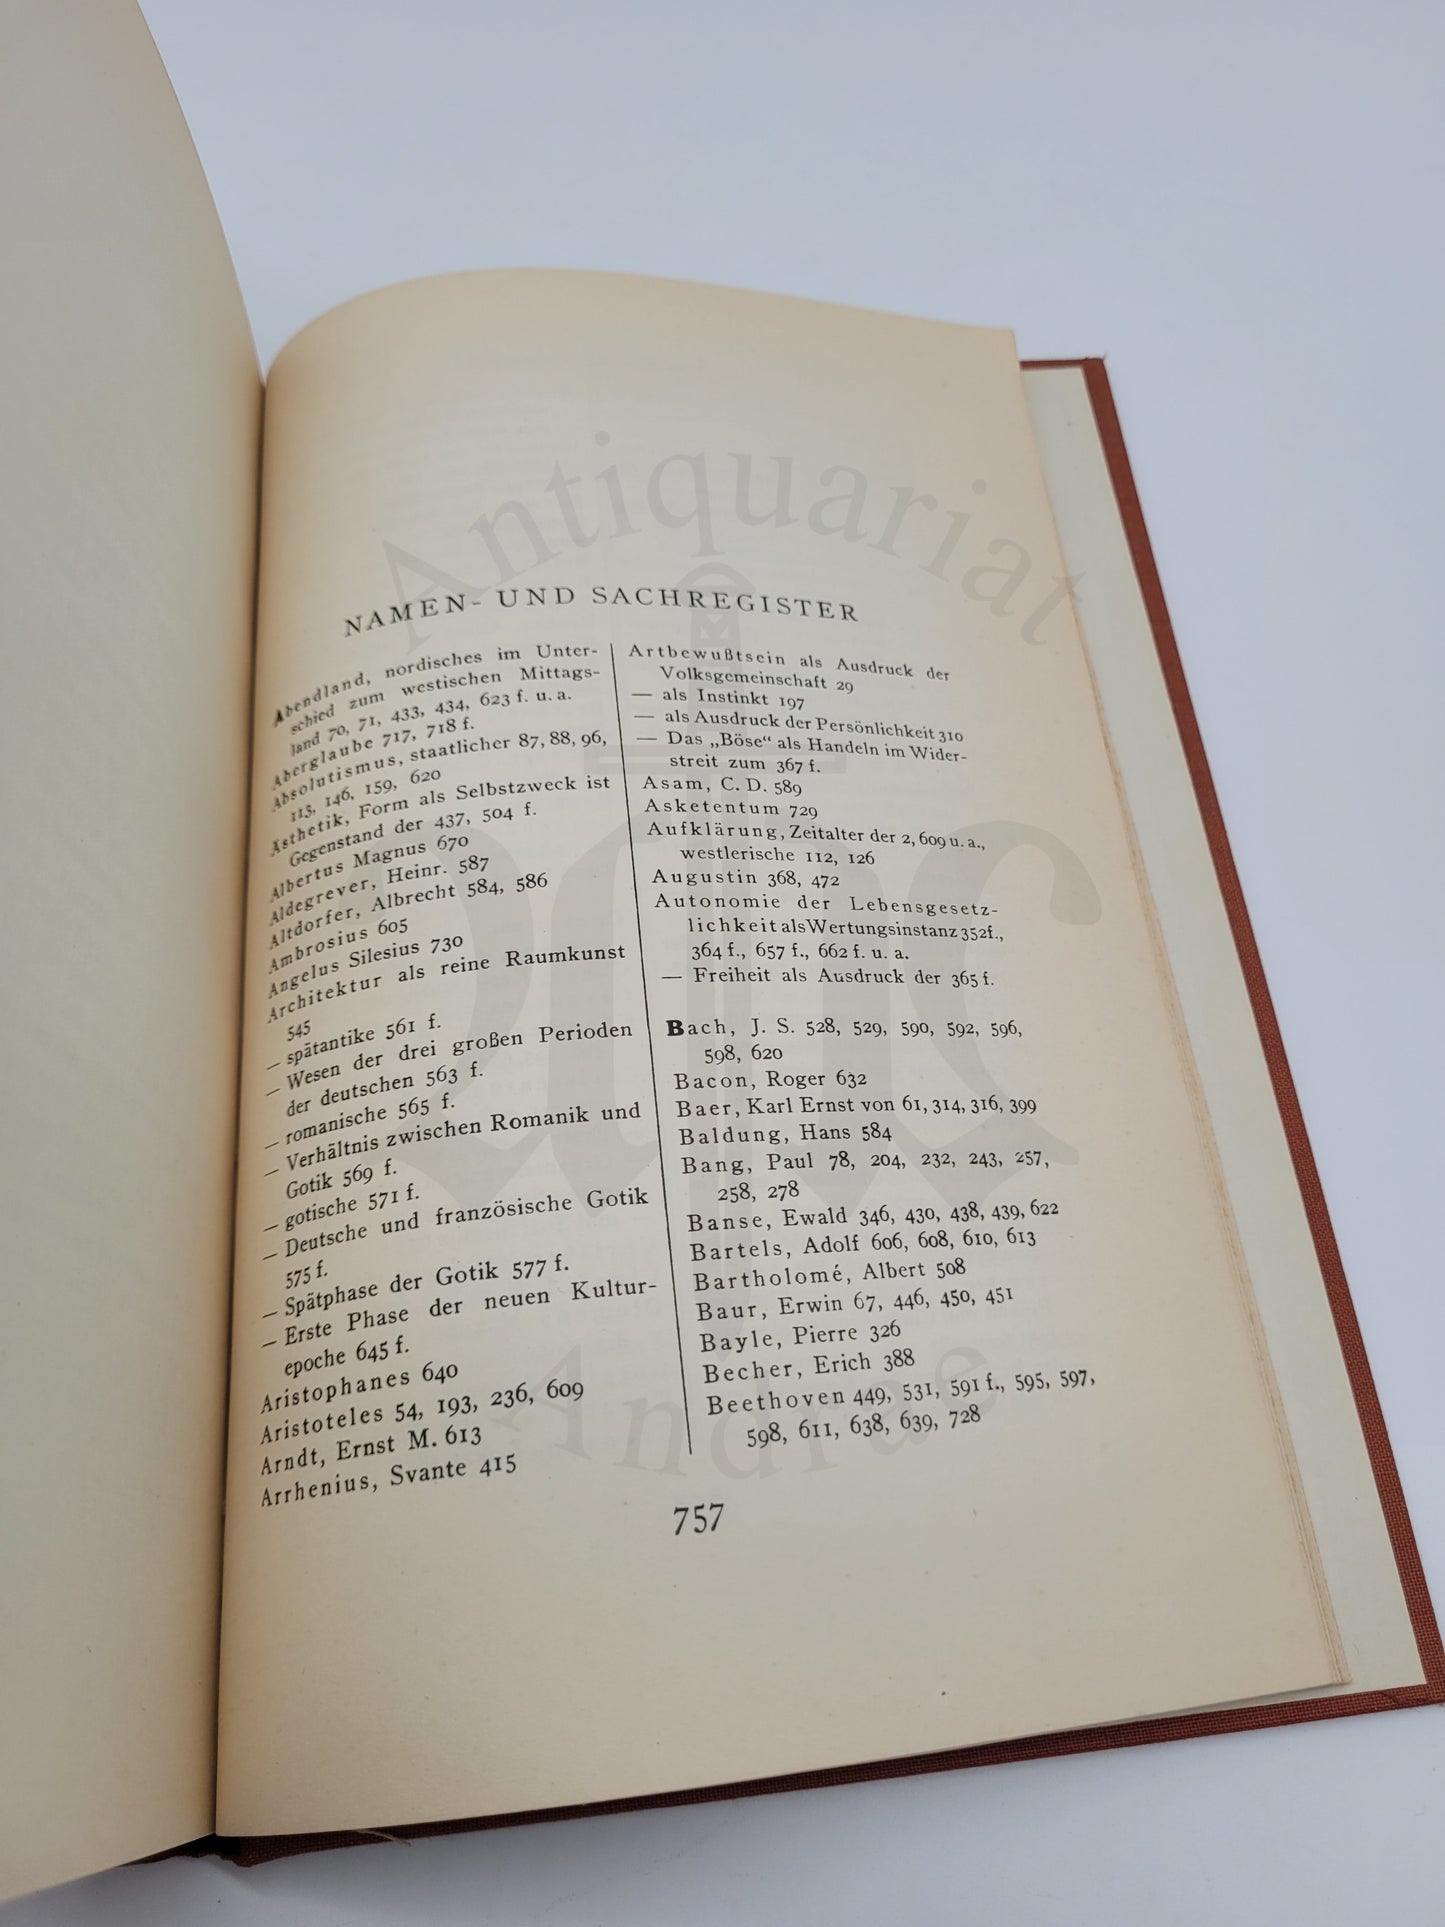 NAMEN- UND SACHREGISTER
Abendland, nordisches im Unter-
schied zum westischen Mittags-
land 70, 71, 433, 434, 623 f. u. a.
Aberglaube 717, 718 f.
Absolutismus, staatlicher 87, 88, 96,
113, 146, 159, 620
Ästhetik, Form als Selbstzweck ist
Gegenstand der 437, 504 f.
Albertus Magnus 670
Aldegrever, Heinr. 587
Altdorfer, Albrecht 584, 586
Ambrosius 605
Angelus Silesius 730
Architektur als reine Raumkunst
545
— spätantike 561 f.
— Wesen der drei großen Perioden
der deutschen 563 f.
— romanische 565 f.
— Verhältnis zwischen Romanik und
Gotik 569 f.
— gotische 571 f.
— Deutsche und französische Gotik
575 f.
— Spätphase der Gotik 577 f.
— Erste Phase der neuen Kultur-
epoche 645 f.
Aristophanes 640
Aristoteles 54, 193, 236, 609
Arndt, Ernst M. 613
Arrhenius, Svante 415
Artbewußtsein als Ausdruck der
Volksgemeinschaft 29
— als Instinkt 197
— als Ausdruck der Persönlichkeit 310
— Das „Böse“ als Handeln im Wider-
streit zum 367 f.
Asam, C. D. 589
Asketentum 729
Aufklärung, Zeitalter der 2, 609 u. a.,
westlerische 112, 126
Augustin 368, 472
Autonomie der Lebensgesetz-
lichkeit als Wertungsinstanz 352 f.,
364 f., 657 f., 662 f. u. a.
— Freiheit als Ausdruck der 365 f.
Bach, J. S. 528, 529, 590, 592, 596,
598, 620
Bacon, Roger 632
Baer, Karl Ernst von 61, 314, 316, 399
Baldung, Hans 584
Bang, Paul 78, 204, 232, 243, 257,
258, 278
Banse, Ewald 346, 430, 438, 439, 622
Bartels, Adolf 606, 608, 610, 613
Bartholomé, Albert 508
Baur, Erwin 67, 446, 450, 451
Bayle, Pierre 326
Becher, Erich 388
Beethoven 449, 531, 591 f., 595, 597,
598, 611, 638, 639, 728
757
Antiquariat
Andrae